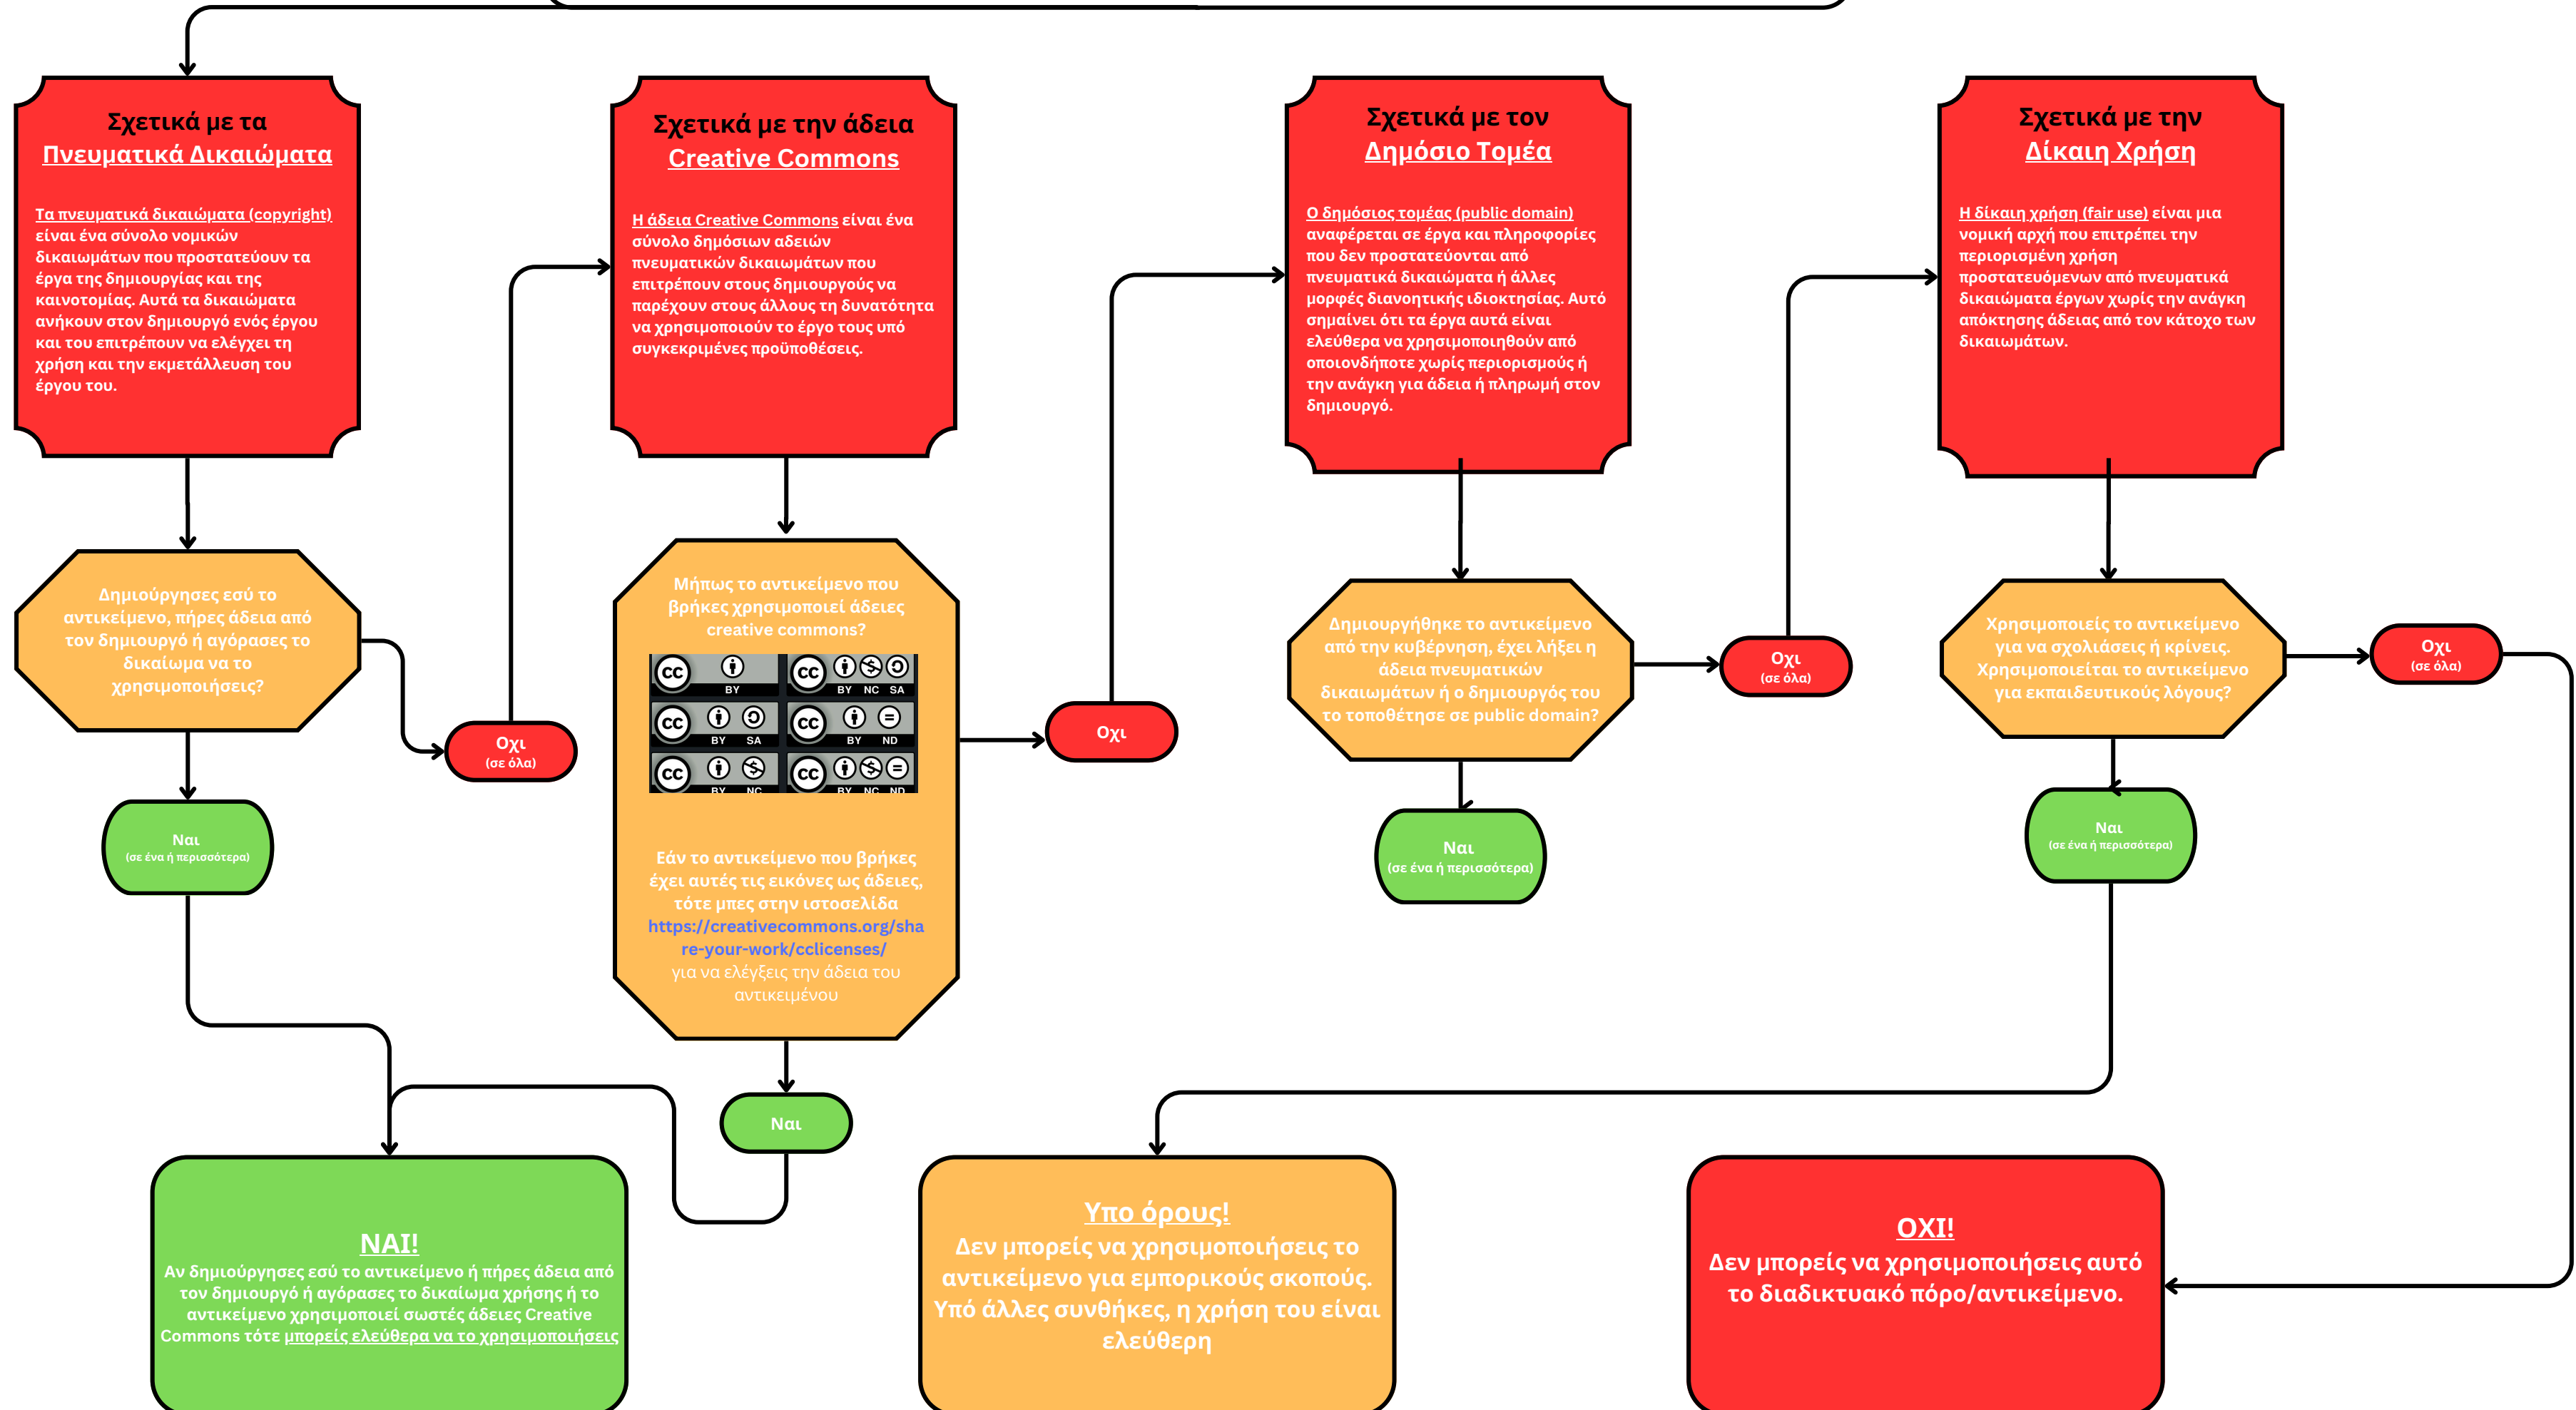 Σχετικά με τα
Πνευματικά Δικαιώματα
Τα πνευματικά δικαιώματα (copyright)
είναι ένα σύνολο νομικών
δικαιωμάτων που προστατεύουν τα
έργα της δημιουργίας και της
καινοτομίας. Αυτά τα δικαιώματα
ανήκουν στον δημιουργό ενός έργου
και του επιτρέπουν να ελέγχει τη
χρήση και την εκμετάλλευση του
έργου του.
Σχετικά με την άδεια
Creative Commons
Η άδεια Creative Commons είναι ένα
σύνολο δημόσιων αδειών
πνευματικών δικαιωμάτων που
επιτρέπουν στους δημιουργούς να
παρέχουν στους άλλους τη δυνατότητα
να χρησιμοποιούν το έργο τους υπό
συγκεκριμένες προϋποθέσεις.
Σχετικά με τον
Δημόσιο Τομέα
Ο δημόσιος τομέας (public domain)
αναφέρεται σε έργα και πληροφορίες
που δεν προστατεύονται από
πνευματικά δικαιώματα ή άλλες
μορφές διανοητικής ιδιοκτησίας. Αυτό
σημαίνει ότι τα έργα αυτά είναι
ελεύθερα να χρησιμοποιηθούν από
οποιονδήποτε χωρίς περιορισμούς ή
την ανάγκη για άδεια ή πληρωμή στον
δημιουργό.
Σχετικά με την
Δίκαιη Χρήση
Η δίκαιη χρήση (fair use) είναι μια
νομική αρχή που επιτρέπει την
περιορισμένη χρήση
προστατευόμενων από πνευματικά
δικαιώματα έργων χωρίς την ανάγκη
απόκτησης άδειας από τον κάτοχο των
δικαιωμάτων.
Δημιούργησες εσύ το
αντικείμενο, πήρες άδεια από
τον δημιουργό ή αγόρασες το
δικαίωμα να το
χρησιμοποιήσεις?
Οχι
(σε όλα)
Ναι
(σε ένα ή περισσότερα)
Μήπως το αντικείμενο που
βρήκες χρησιμοποιεί άδειες
creative commons?
cc BY
cc BY NC SA
cc BY SA
cc BY ND
cc BY NC
cc BY NC ND
Εάν το αντικείμενο που βρήκες
έχει αυτές τις εικόνες ως άδειες,
τότε μπες στην ιστοσελίδα
https://creativecommons.org/sha
re-your-work/cclicenses/
για να ελέγξεις την άδεια του
αντικειμένου
Οχι
Ναι
Δημιουργήθηκε το αντικείμενο
από την κυβέρνηση, έχει λήξει η
άδεια πνευματικών
δικαιωμάτων ή ο δημιουργός του
το τοποθέτησε σε public domain?
Οχι
(σε όλα)
Ναι
(σε ένα ή περισσότερα)
Χρησιμοποιείς το αντικείμενο
για να σχολιάσεις ή κρίνεις.
Χρησιμοποιείται το αντικείμενο
για εκπαιδευτικούς λόγους?
Οχι
(σε όλα)
Ναι
(σε ένα ή περισσότερα)
ΝΑΙ!
Αν δημιούργησες εσύ το αντικείμενο ή πήρες άδεια από
τον δημιουργό ή αγόρασες το δικαίωμα χρήσης ή το
αντικείμενο χρησιμοποιεί σωστές άδειες Creative
Commons τότε μπορείς ελεύθερα να το χρησιμοποιήσεις
Υπο όρους!
Δεν μπορείς να χρησιμοποιήσεις το
αντικείμενο για εμπορικούς σκοπούς.
Υπό άλλες συνθήκες, η χρήση του είναι
ελεύθερη
ΟΧΙ!
Δεν μπορείς να χρησιμοποιήσεις αυτό
το διαδικτυακό πόρο/αντικείμενο.